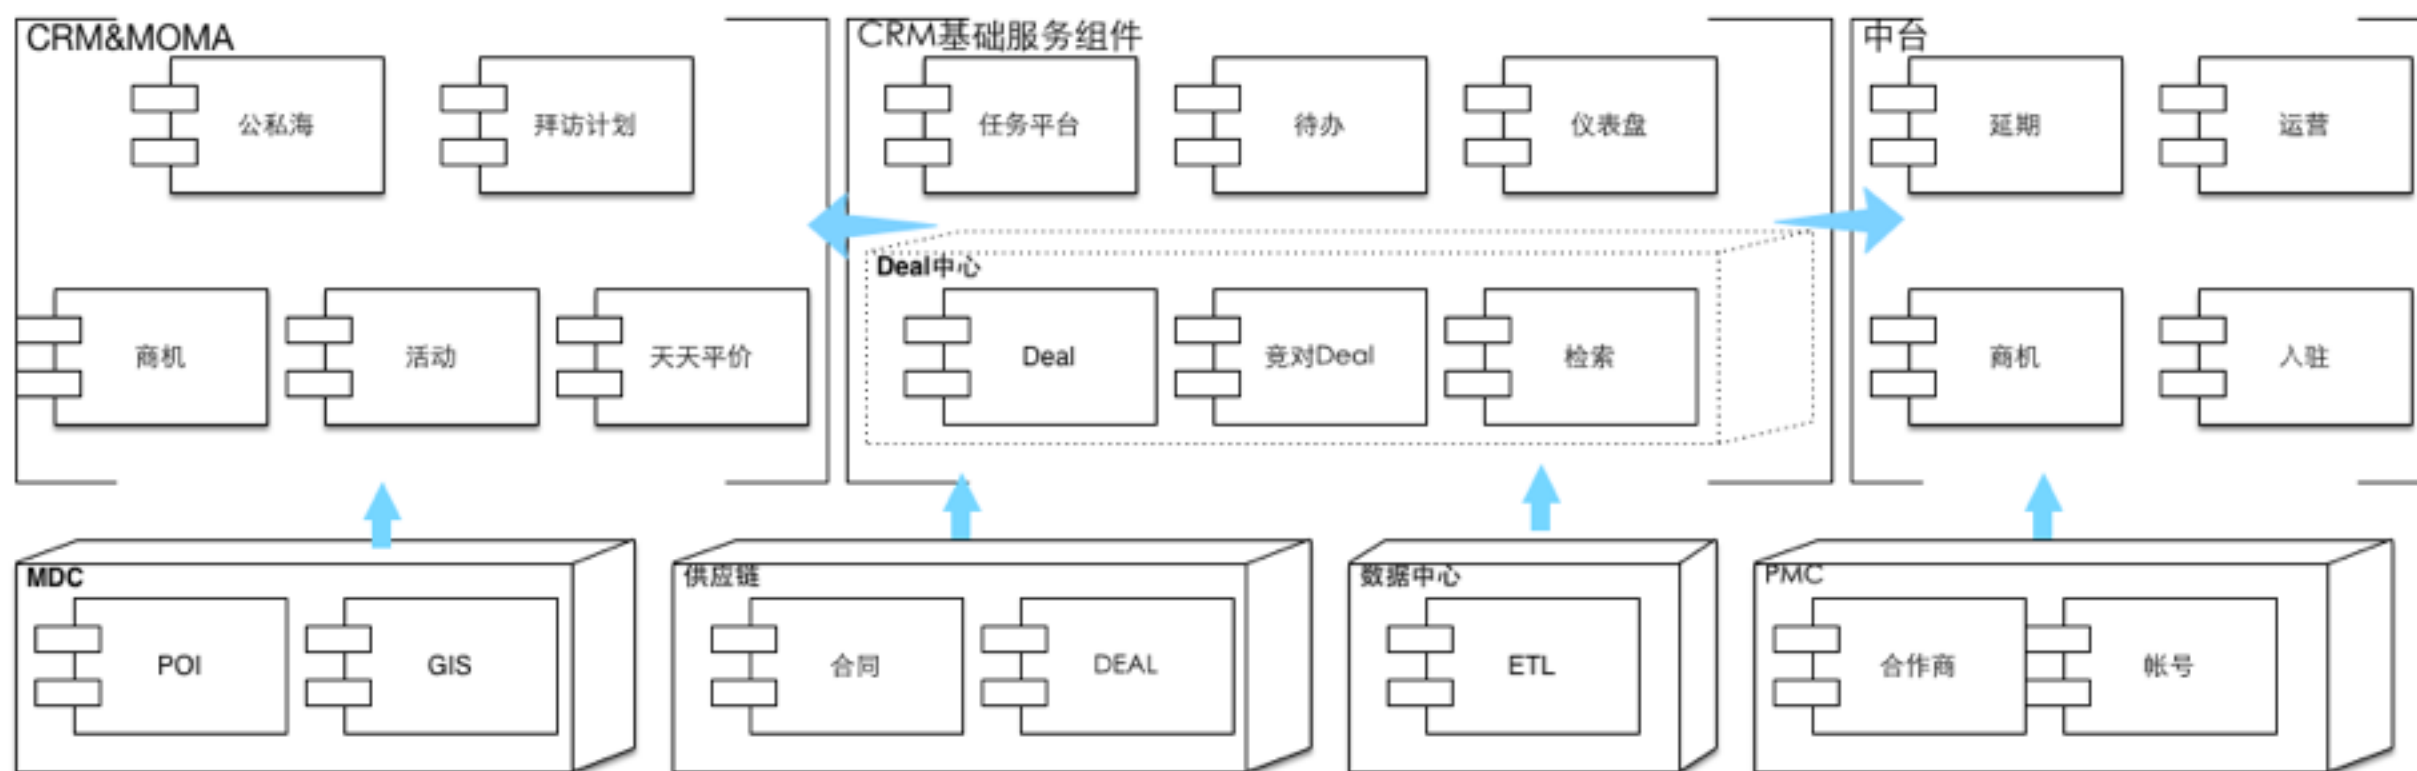 CRM&MOMA
CRM基础服务组件
中台
公私海
拜访计划
任务平台
待办
仪表盘
延期
运营
Deal中心
商机
活动
天天平价
Deal
竞对Deal
检索
商机
入驻
MDC
供应链
数据中心
PMC
POI
GIS
合同
DEAL
ETL
合作商
帐号